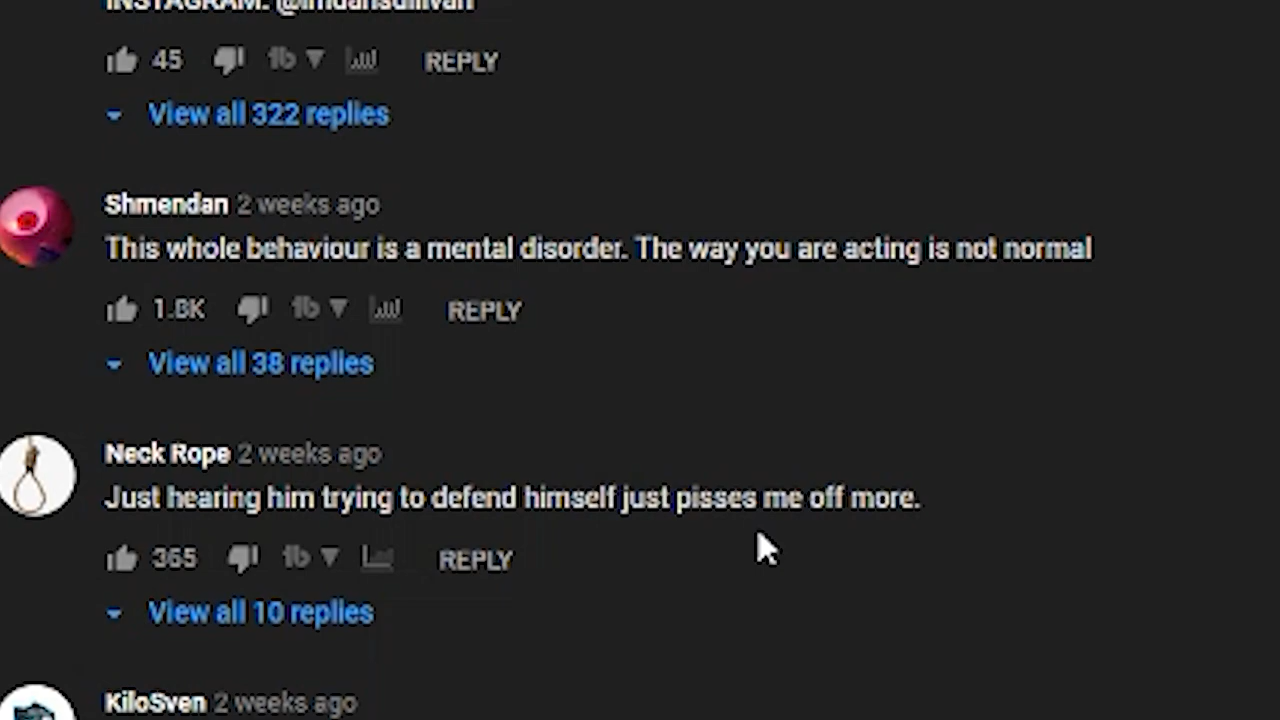 INSTAGRAM: @imdansullivan
45 REPLY
View all 322 replies
Shmendan 2 weeks ago
This whole behaviour is a mental disorder. The way you are acting is not normal
1.8K REPLY
View all 38 replies
Neck Rope 2 weeks ago
Just hearing him trying to defend himself just pisses me off more.
365 REPLY
View all 10 replies
KiloSven 2 weeks ago